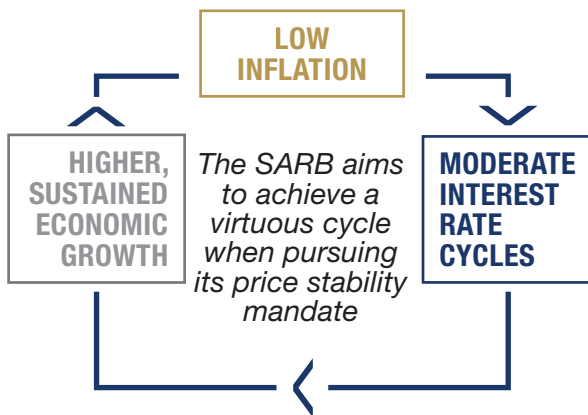 LOW
INFLATION
HIGHER,
SUSTAINED
ECONOMIC
GROWTH
The SARB aims
to achieve a
virtuous cycle
when pursuing
its price stability
mandate
MODERATE
INTEREST
RATE
CYCLES